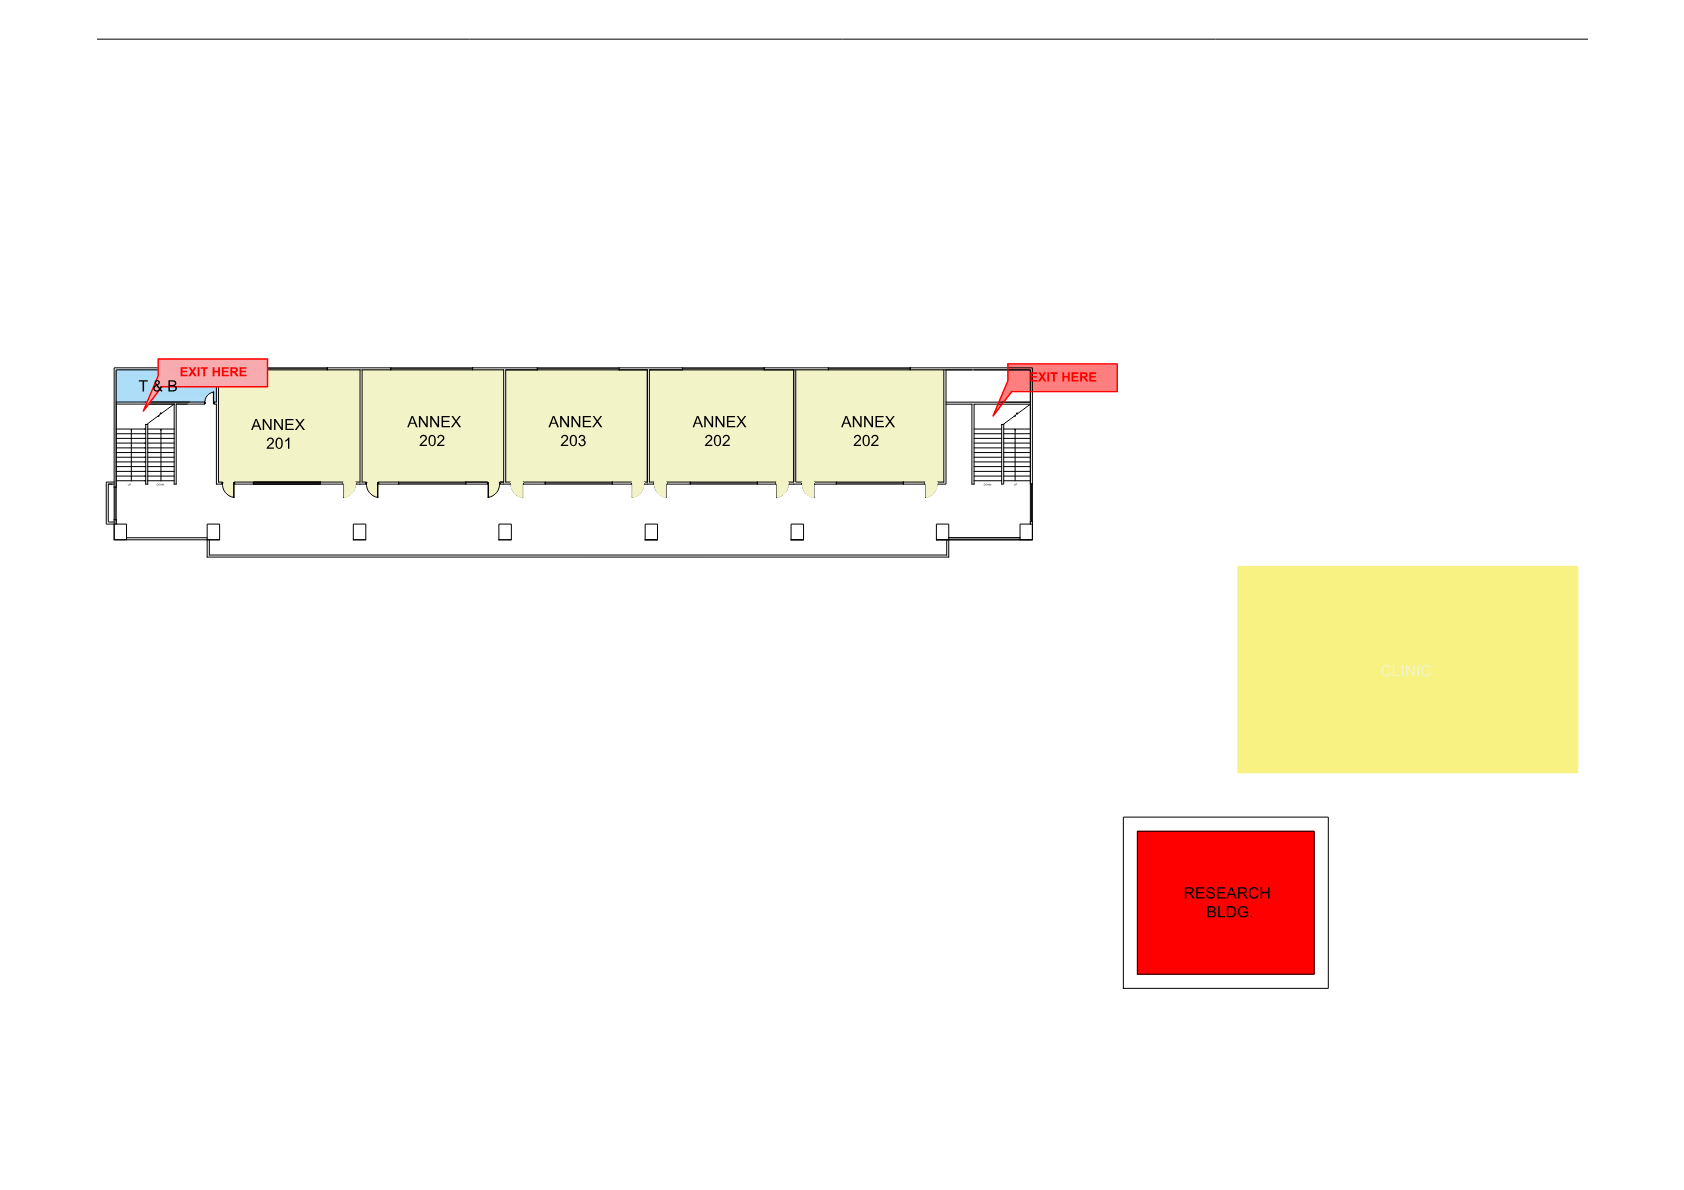 EXIT HERE
EXIT HERE
T & B
ANNEX
201
ANNEX
202
ANNEX
203
ANNEX
202
ANNEX
202
CLINIC
RESEARCH
BLDG.